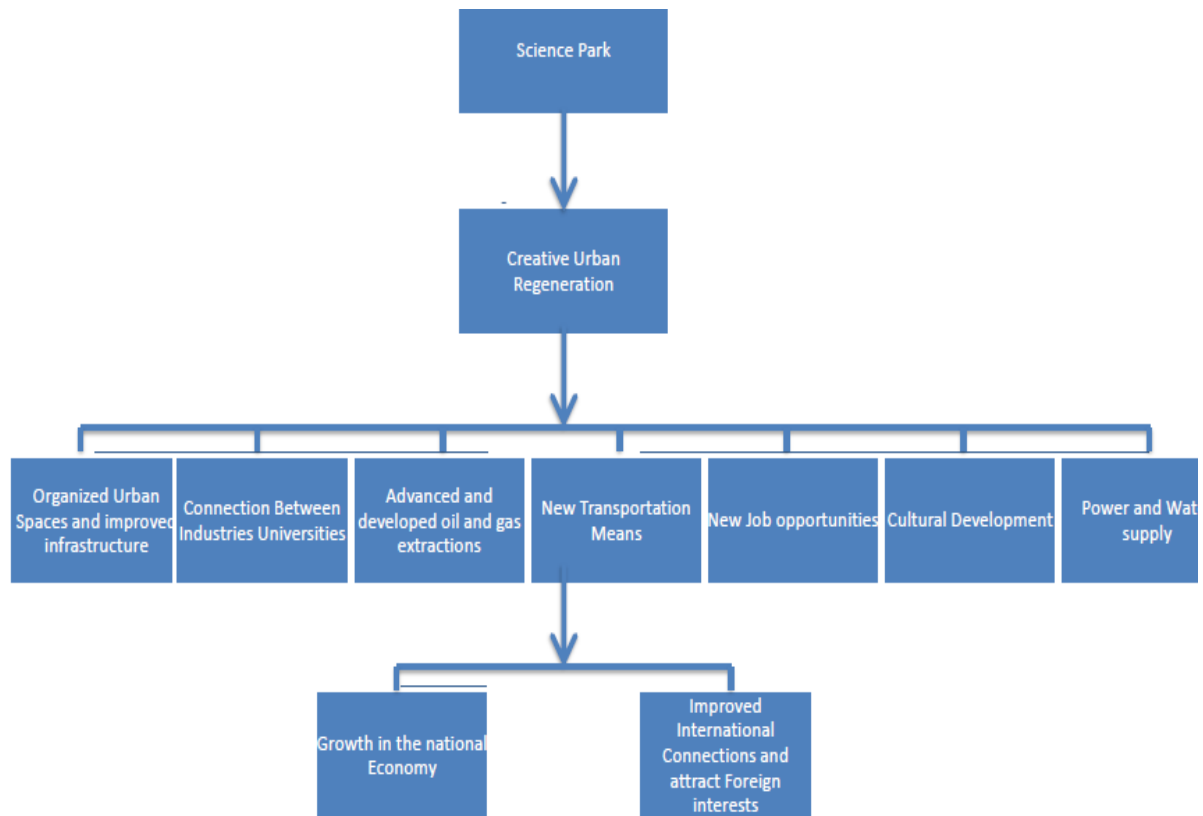 Science Park
Creative Urban
Regeneration
Organized Urban
Spaces and improved
infrastructure
Connection Between
Industries Universities
Advanced and
developed oil and gas
extractions
New Transportation
Means
New Job opportunities
Cultural Development
Power and Wat
supply
Growth in the national
Economy
Improved
International
Connections and
attract Foreign
interests